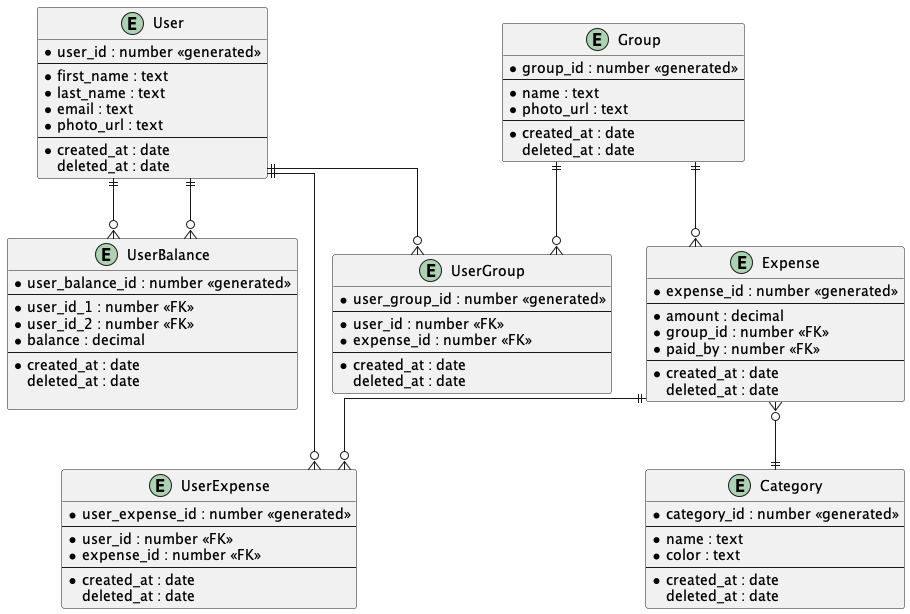 E User
* user_id : number «generated»
* first_name : text
* last_name : text
* email : text
* photo_url : text
* created_at : date
deleted_at : date
E Group
* group_id : number «generated»
* name : text
* photo_url : text
* created_at : date
deleted_at : date
E UserBalance
* user_balance_id : number «generated»
* user_id_1 : number «FK»
* user_id_2 : number «FK»
* balance : decimal
* created_at : date
deleted_at : date
E UserGroup
* user_group_id : number «generated»
* user_id : number «FK»
* expense_id : number «FK»
* created_at : date
deleted_at : date
E Expense
* expense_id : number «generated»
* amount : decimal
* group_id : number «FK»
* paid_by : number «FK»
* created_at : date
deleted_at : date
E UserExpense
* user_expense_id : number «generated»
* user_id : number «FK»
* expense_id : number «FK»
* created_at : date
deleted_at : date
E Category
* category_id : number «generated»
* name : text
* color : text
* created_at : date
deleted_at : date